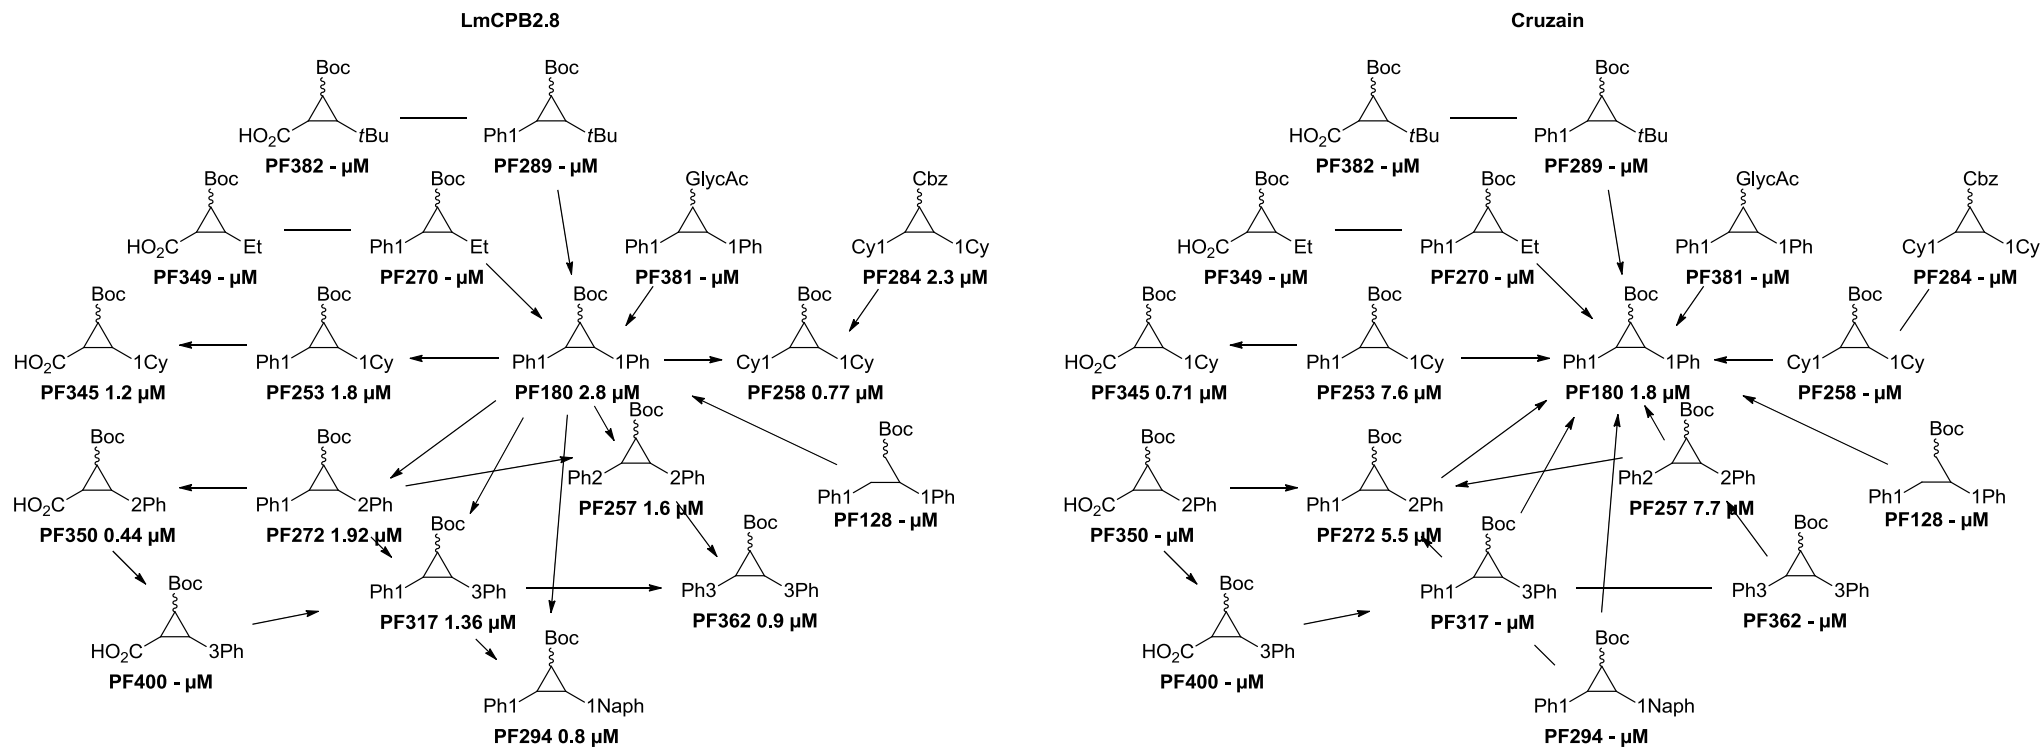 LmCPB2.8
Boc
HO2C
tBu
PF382 - µM
Boc
Ph1
tBu
PF289 - µM
Boc
HO2C
Et
PF349 - µM
Boc
Ph1
Et
PF270 - µM
GlycAc
Ph1
1Ph
PF381 - µM
Cbz
Cy1
1Cy
PF284 2.3 µM
Boc
HO2C
1Cy
PF345 1.2 µM
Boc
Ph1
1Cy
PF253 1.8 µM
Boc
Ph1
1Ph
PF180 2.8 µM
Boc
Cy1
1Cy
PF258 0.77 µM
Boc
HO2C
2Ph
PF350 0.44 µM
Boc
Ph1
2Ph
PF272 1.92 µM
Boc
Ph2
2Ph
PF257 1.6 µM
Boc
Ph1
1Ph
PF128 - µM
Boc
HO2C
3Ph
PF400 - µM
Boc
Ph1
3Ph
PF317 1.36 µM
Boc
Ph3
3Ph
PF362 0.9 µM
Boc
Ph1
1Naph
PF294 0.8 µM
Cruzain
Boc
HO2C
tBu
PF382 - µM
Boc
Ph1
tBu
PF289 - µM
Boc
HO2C
Et
PF349 - µM
Boc
Ph1
Et
PF270 - µM
GlycAc
Ph1
1Ph
PF381 - µM
Cbz
Cy1
1Cy
PF284 - µM
Boc
HO2C
1Cy
PF345 0.71 µM
Boc
Ph1
1Cy
PF253 7.6 µM
Boc
Ph1
1Ph
PF180 1.8 µM
Boc
Cy1
1Cy
PF258 - µM
Boc
HO2C
2Ph
PF350 - µM
Boc
Ph1
2Ph
PF272 5.5 µM
Boc
Ph2
2Ph
PF257 7.7 µM
Boc
Ph1
1Ph
PF128 - µM
Boc
HO2C
3Ph
PF400 - µM
Boc
Ph1
3Ph
PF317 - µM
Boc
Ph3
3Ph
PF362 - µM
Boc
Ph1
1Naph
PF294 - µM